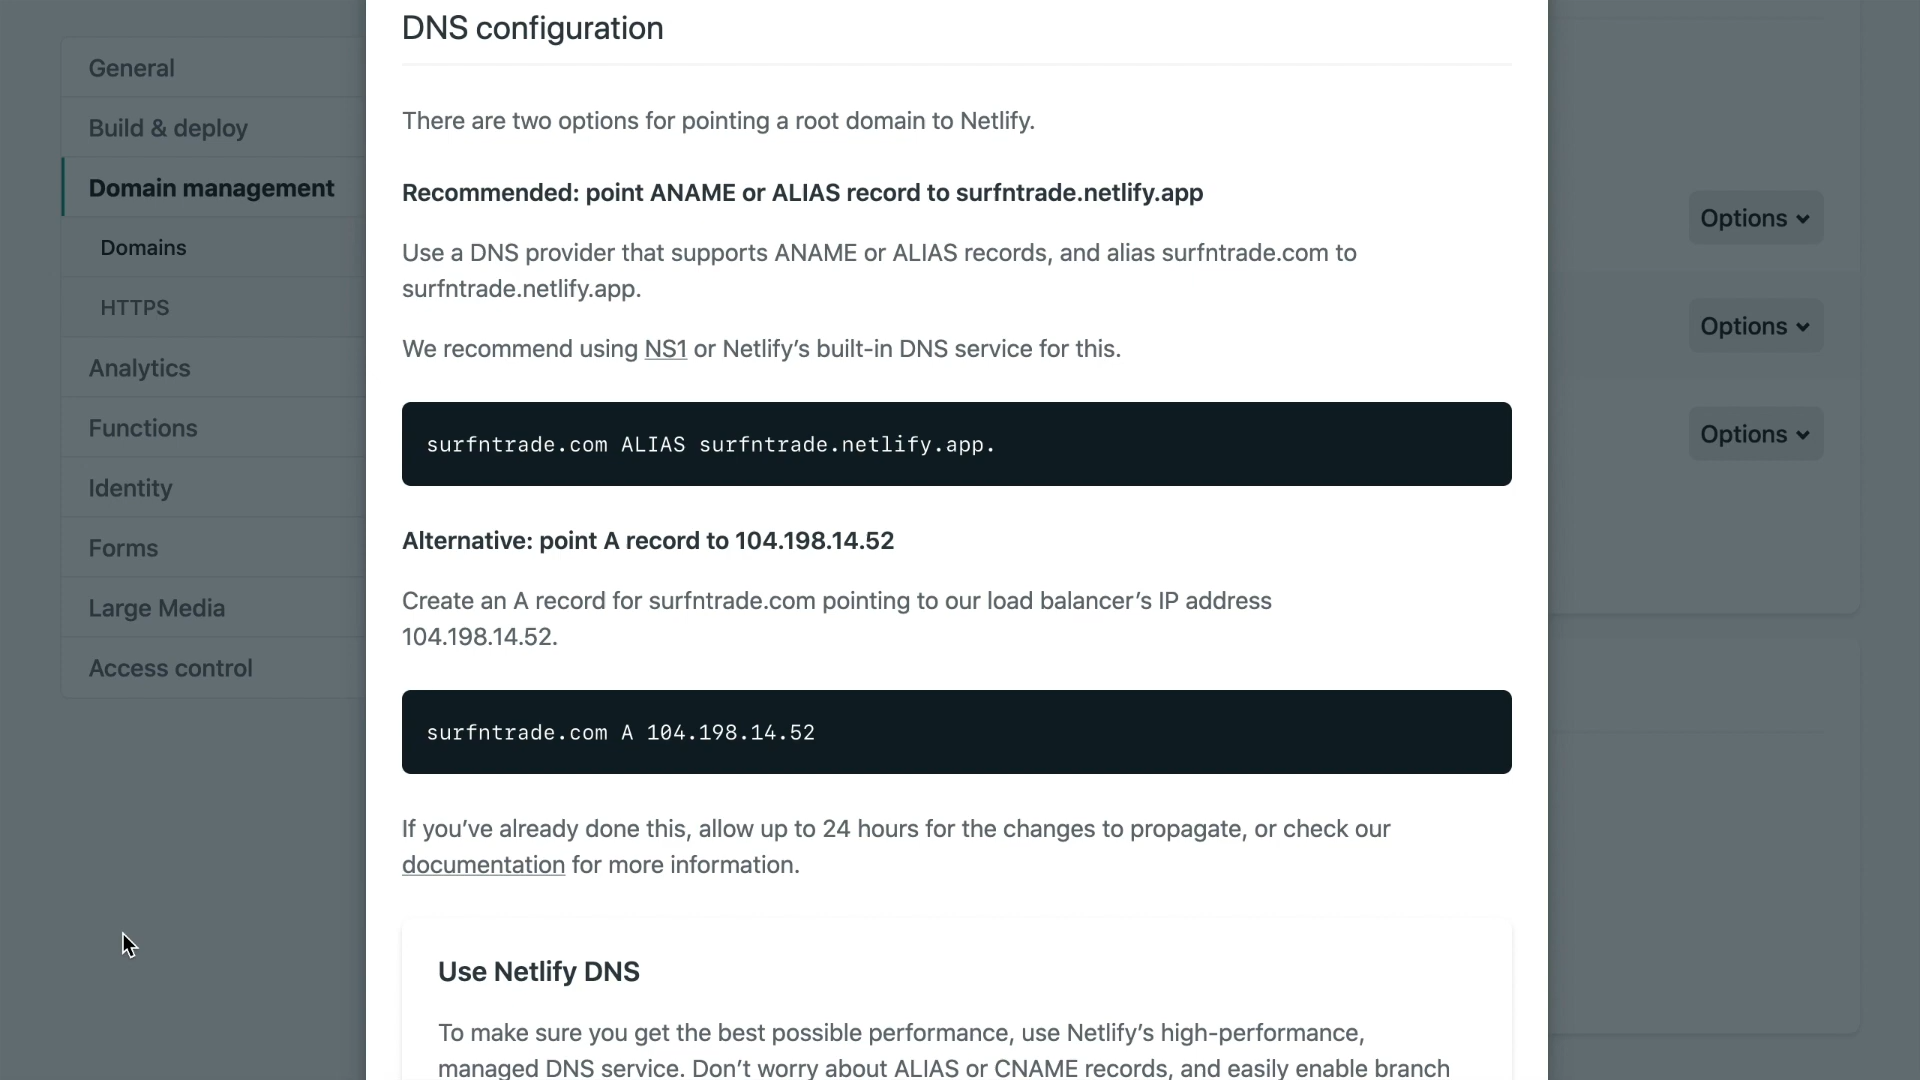 DNS configuration
General
Build & deploy
Domain management
Domains
HTTPS
Analytics
Functions
Identity
Forms
Large Media
Access control
There are two options for pointing a root domain to Netlify.
Recommended: point ANAME or ALIAS record to surfntrade.netlify.app
Use a DNS provider that supports ANAME or ALIAS records, and alias surfntrade.com to
surfntrade.netlify.app.
We recommend using NS1 or Netlify’s built-in DNS service for this.
surfntrade.com ALIAS surfntrade.netlify.app.
Alternative: point A record to 104.198.14.52
Create an A record for surfntrade.com pointing to our load balancer’s IP address
104.198.14.52.
surfntrade.com A 104.198.14.52
If you’ve already done this, allow up to 24 hours for the changes to propagate, or check our
documentation for more information.
Use Netlify DNS
To make sure you get the best possible performance, use Netlify’s high-performance,
managed DNS service. Don’t worry about ALIAS or CNAME records, and easily enable branch
Options
Options
Options